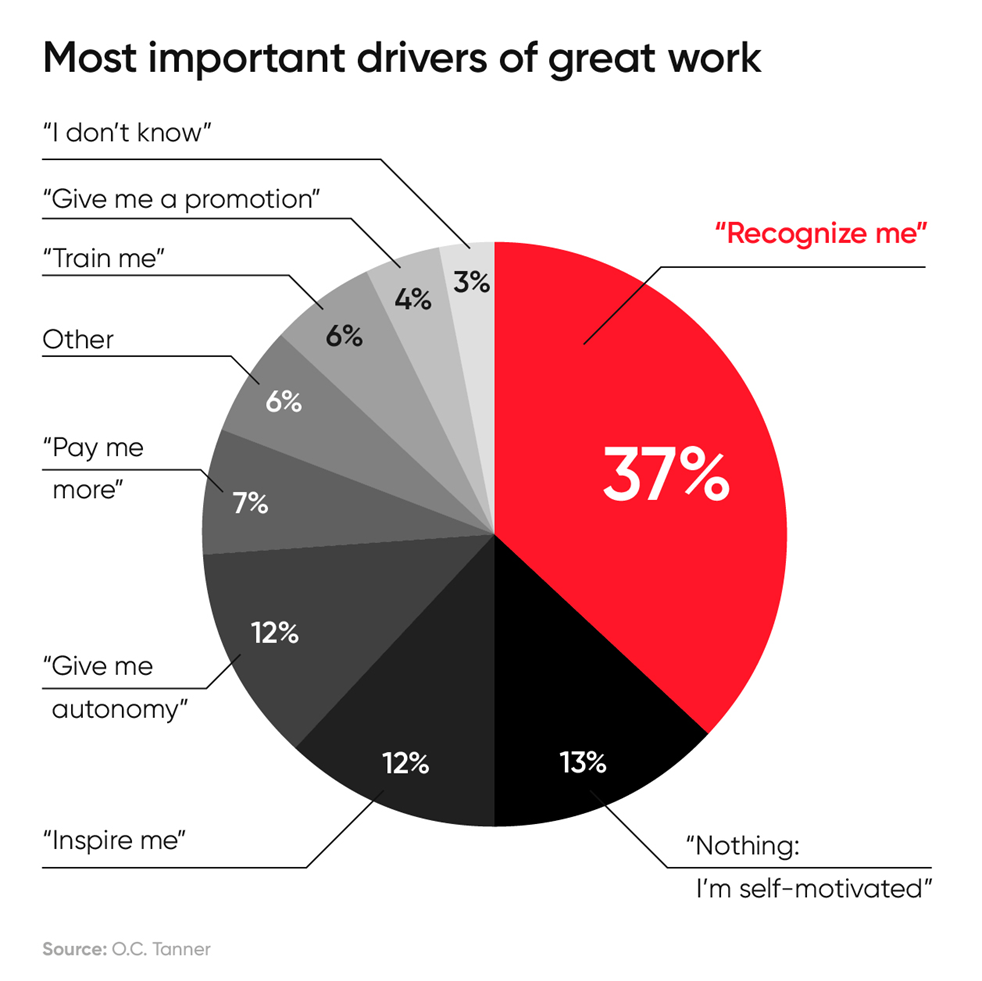 Most important drivers of great work
“I don’t know”
“Give me a promotion”
“Recognize me”
“Train me”
3%
4%
6%
Other
6%
“Pay me
more”
7%
37%
12%
“Give me
autonomy”
12%
13%
“Inspire me”
“Nothing:
I’m self-motivated”
Source: O.C. Tanner